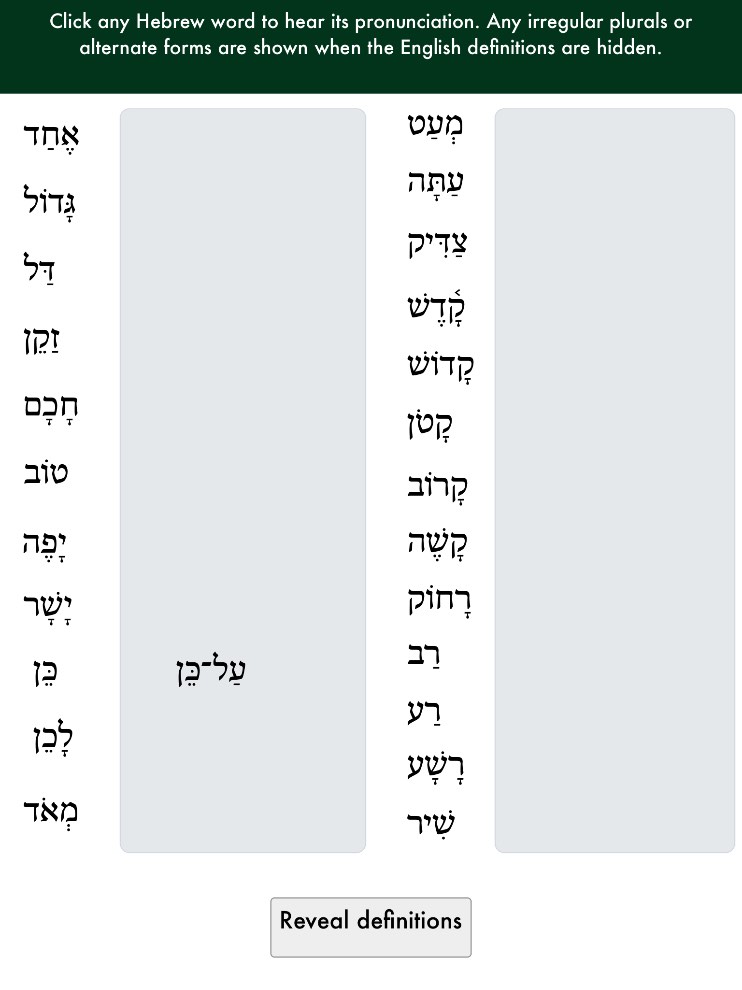 Click any Hebrew word to hear its pronunciation. Any irregular plurals or
alternate forms are shown when the English definitions are hidden.
אֶחַד
גָּדוֹל
דַּל
זַקֵן
חָכָם
טוֹב
יָפֶה
יָשָׁר
כֵּן עַל־כֵּן
לָכֵן
מְאֹד
מְעַט
עַתָּה
צַדִּיק
קָ֫דֶשׁ
קָדוֹשׁ
קָטֹן
קָרוֹב
קָשֶׁה
רָחוֹק
רַב
רַע
רָשָׁע
שִׁיר
Reveal definitions